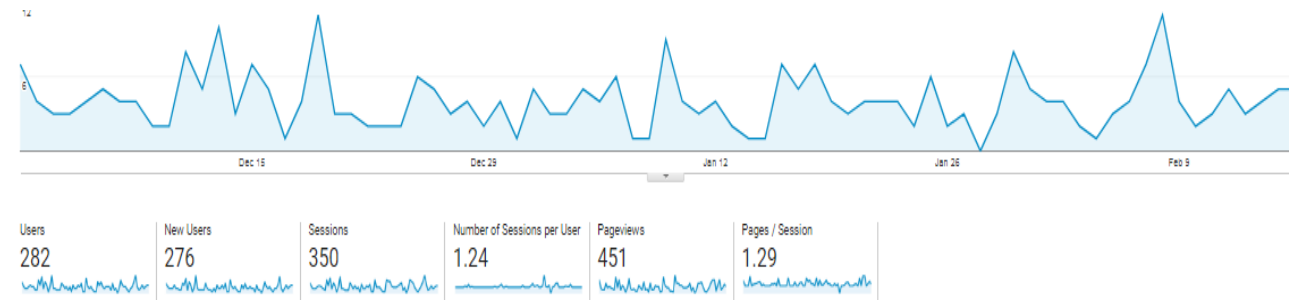 12
6
Dec 15
Dec 29
Jan 12
Jan 26
Feb 9
Users
New Users
Sessions
Number of Sessions per User
Pageviews
Pages / Session
282
276
350
1.24
451
1.29